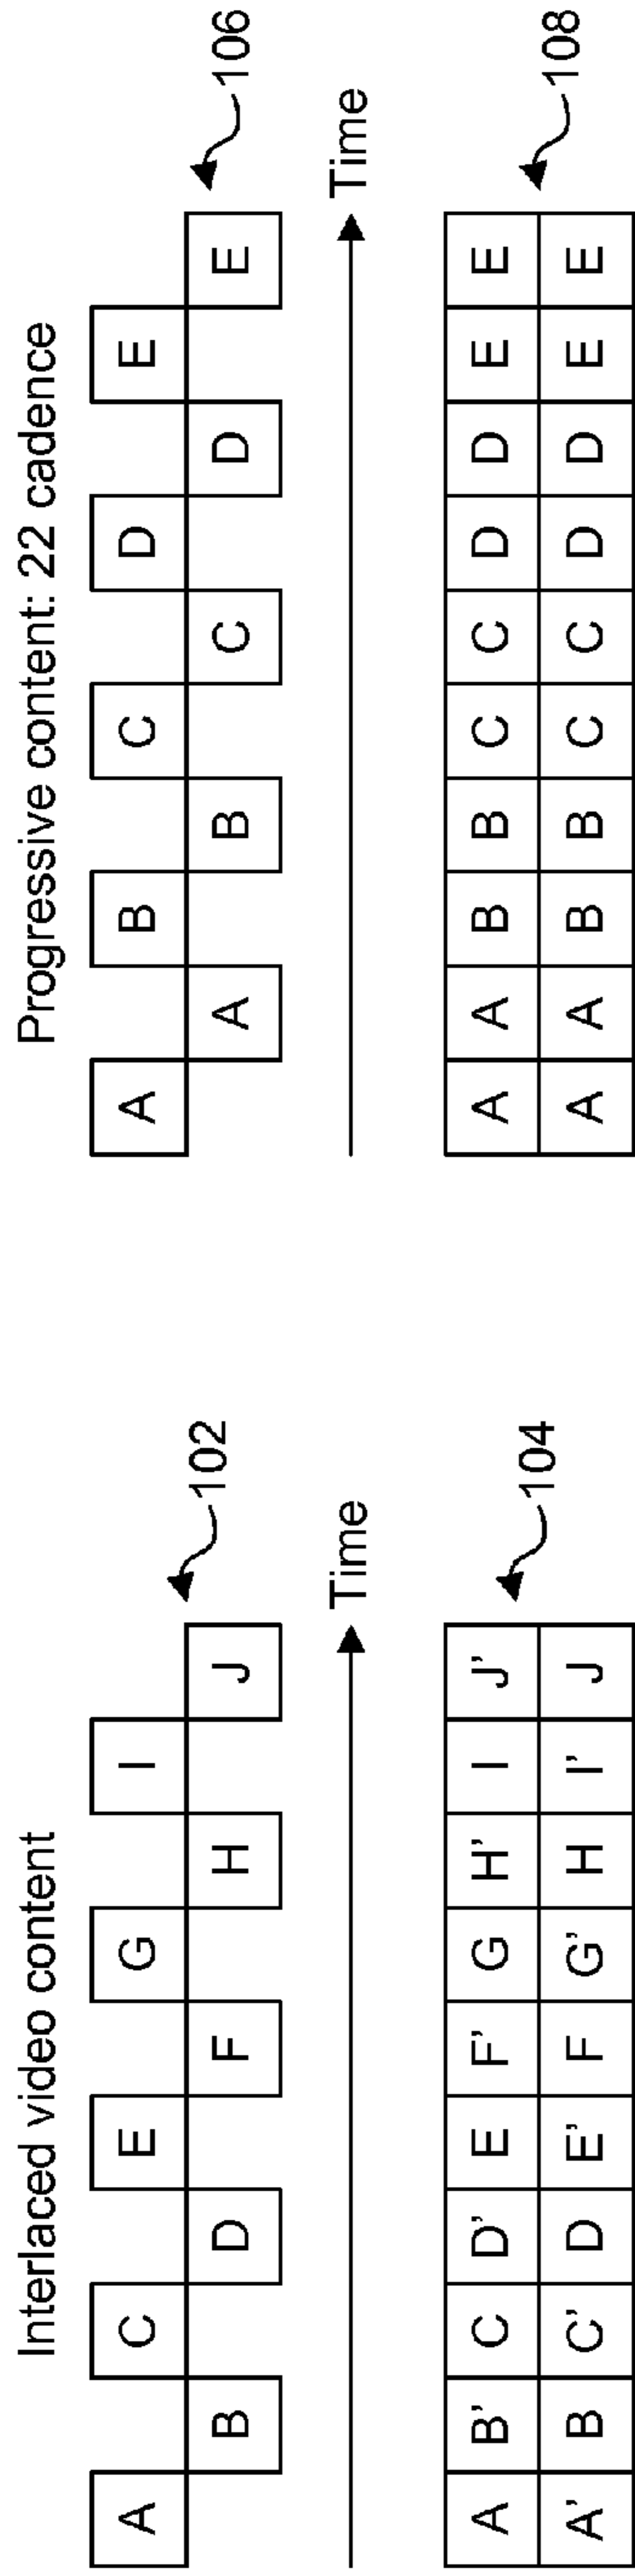 Interlaced video content
A C E G I
B D F H J
102
Time
A B' C D' E F' G H' I J'
A' B C' D E' F G' H I' J
104
Progressive content: 22 cadence
A B C D E
A B C D E
106
Time
A A B B C C D D E E
A A B B C C D D E E
108